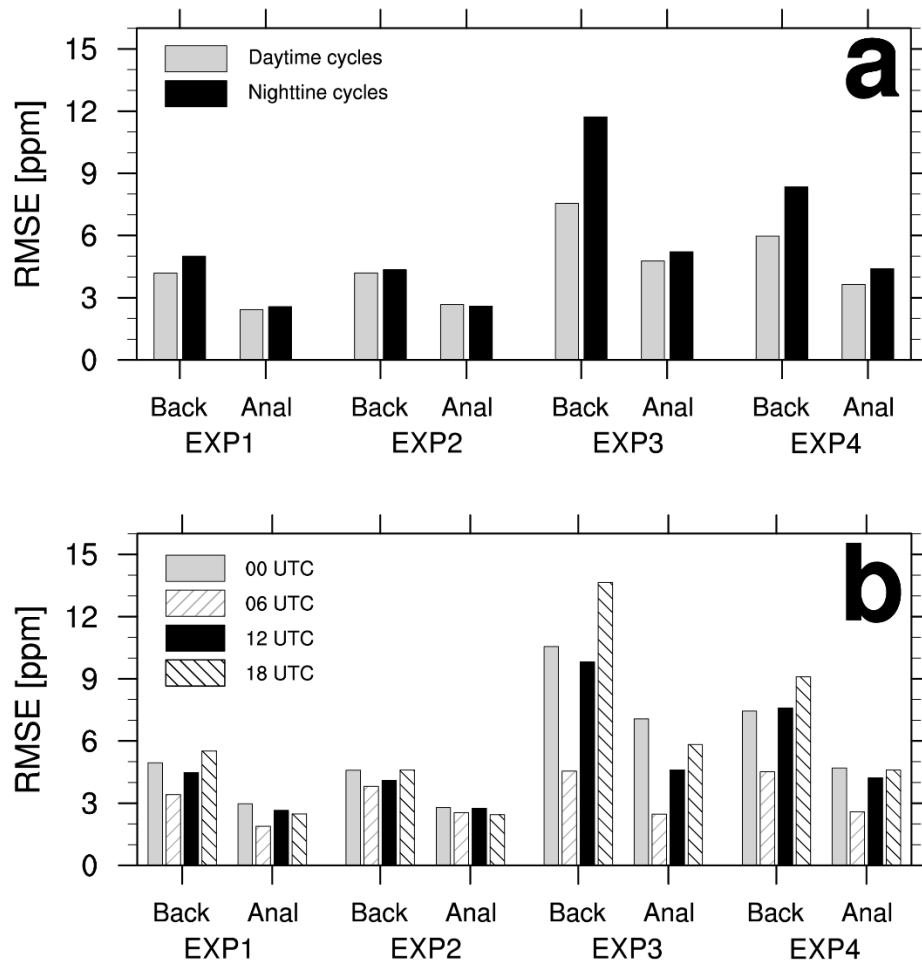 a
15
12
9
6
3
0
RMSE [ppm]
Daytime cycles
Nighttine cycles
Back Anal Back Anal Back Anal Back Anal
EXP1 EXP2 EXP3 EXP4
b
15
12
9
6
3
0
RMSE [ppm]
00 UTC
06 UTC
12 UTC
18 UTC
Back Anal Back Anal Back Anal Back Anal
EXP1 EXP2 EXP3 EXP4